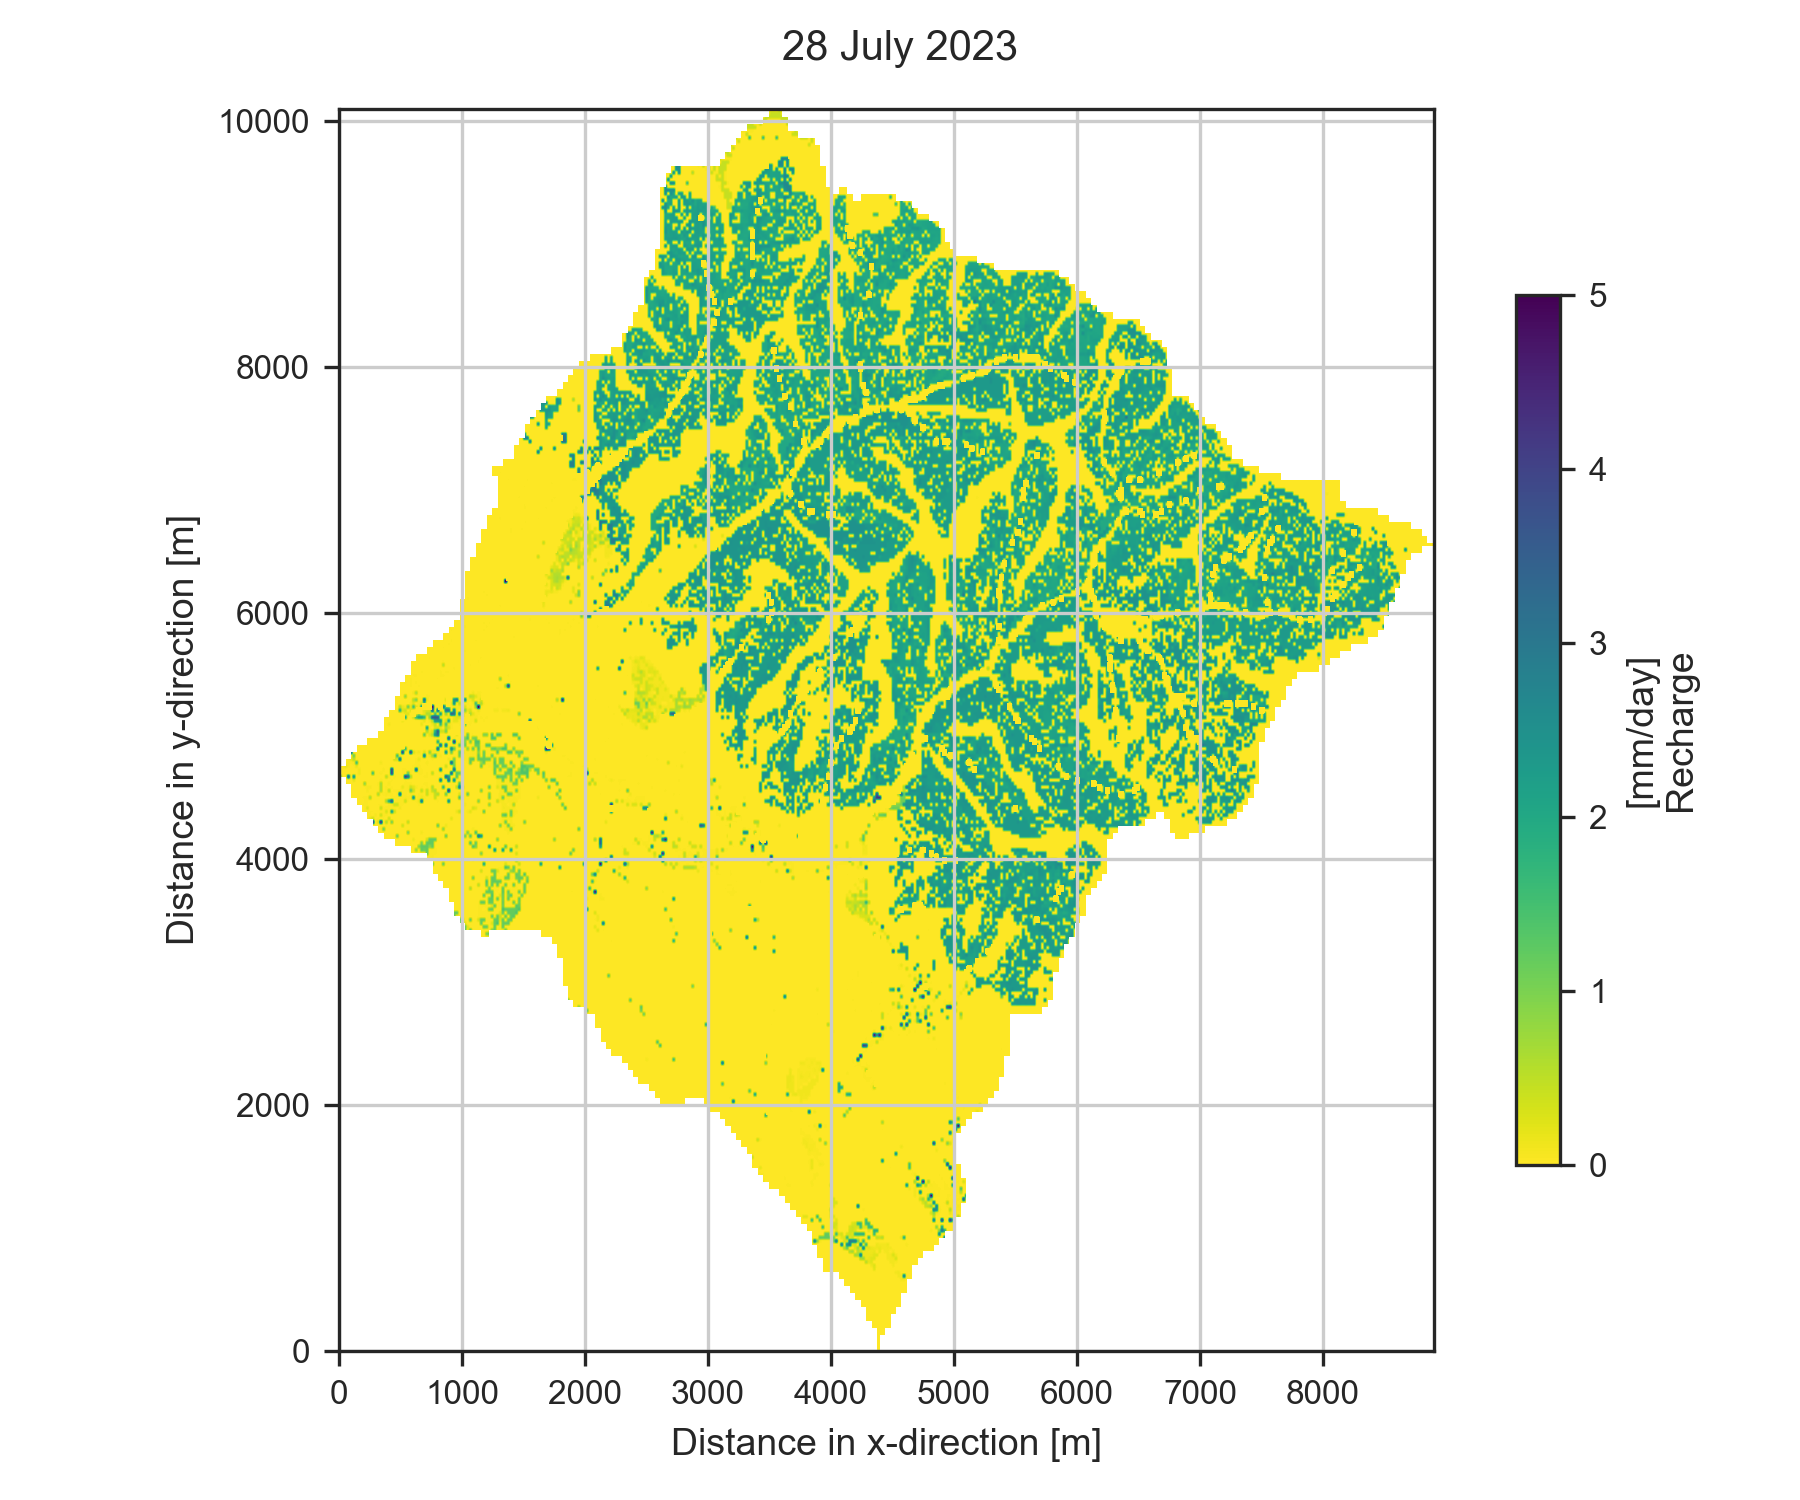 28 July 2023
Distance in y-direction [m]
10000
8000
6000
4000
2000
0
0 1000 2000 3000 4000 5000 6000 7000 8000
Distance in x-direction [m]
5
4
3
2
1
0
[mm/day]
Recharge